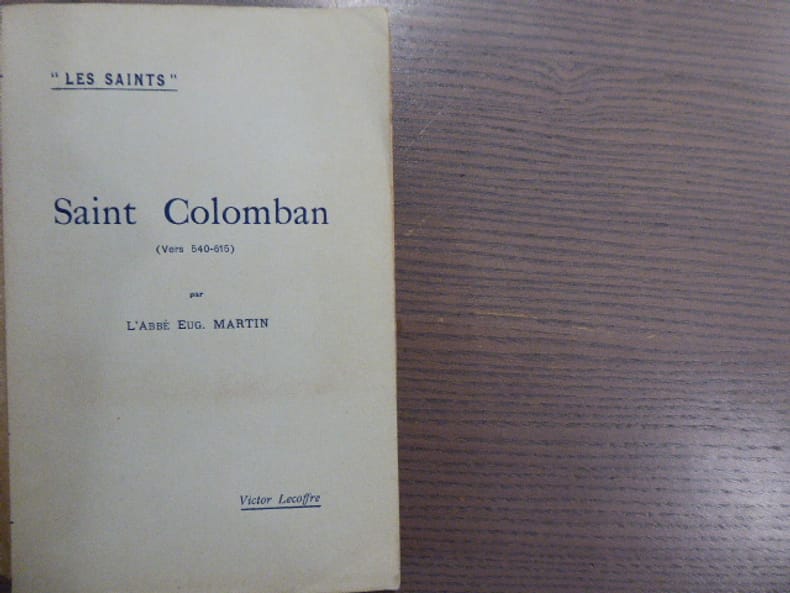 "LES SAINTS"
Saint Colomban
(Vers 540-615)
par
L'ABBÉ EUG. MARTIN
Victor Lecoffre